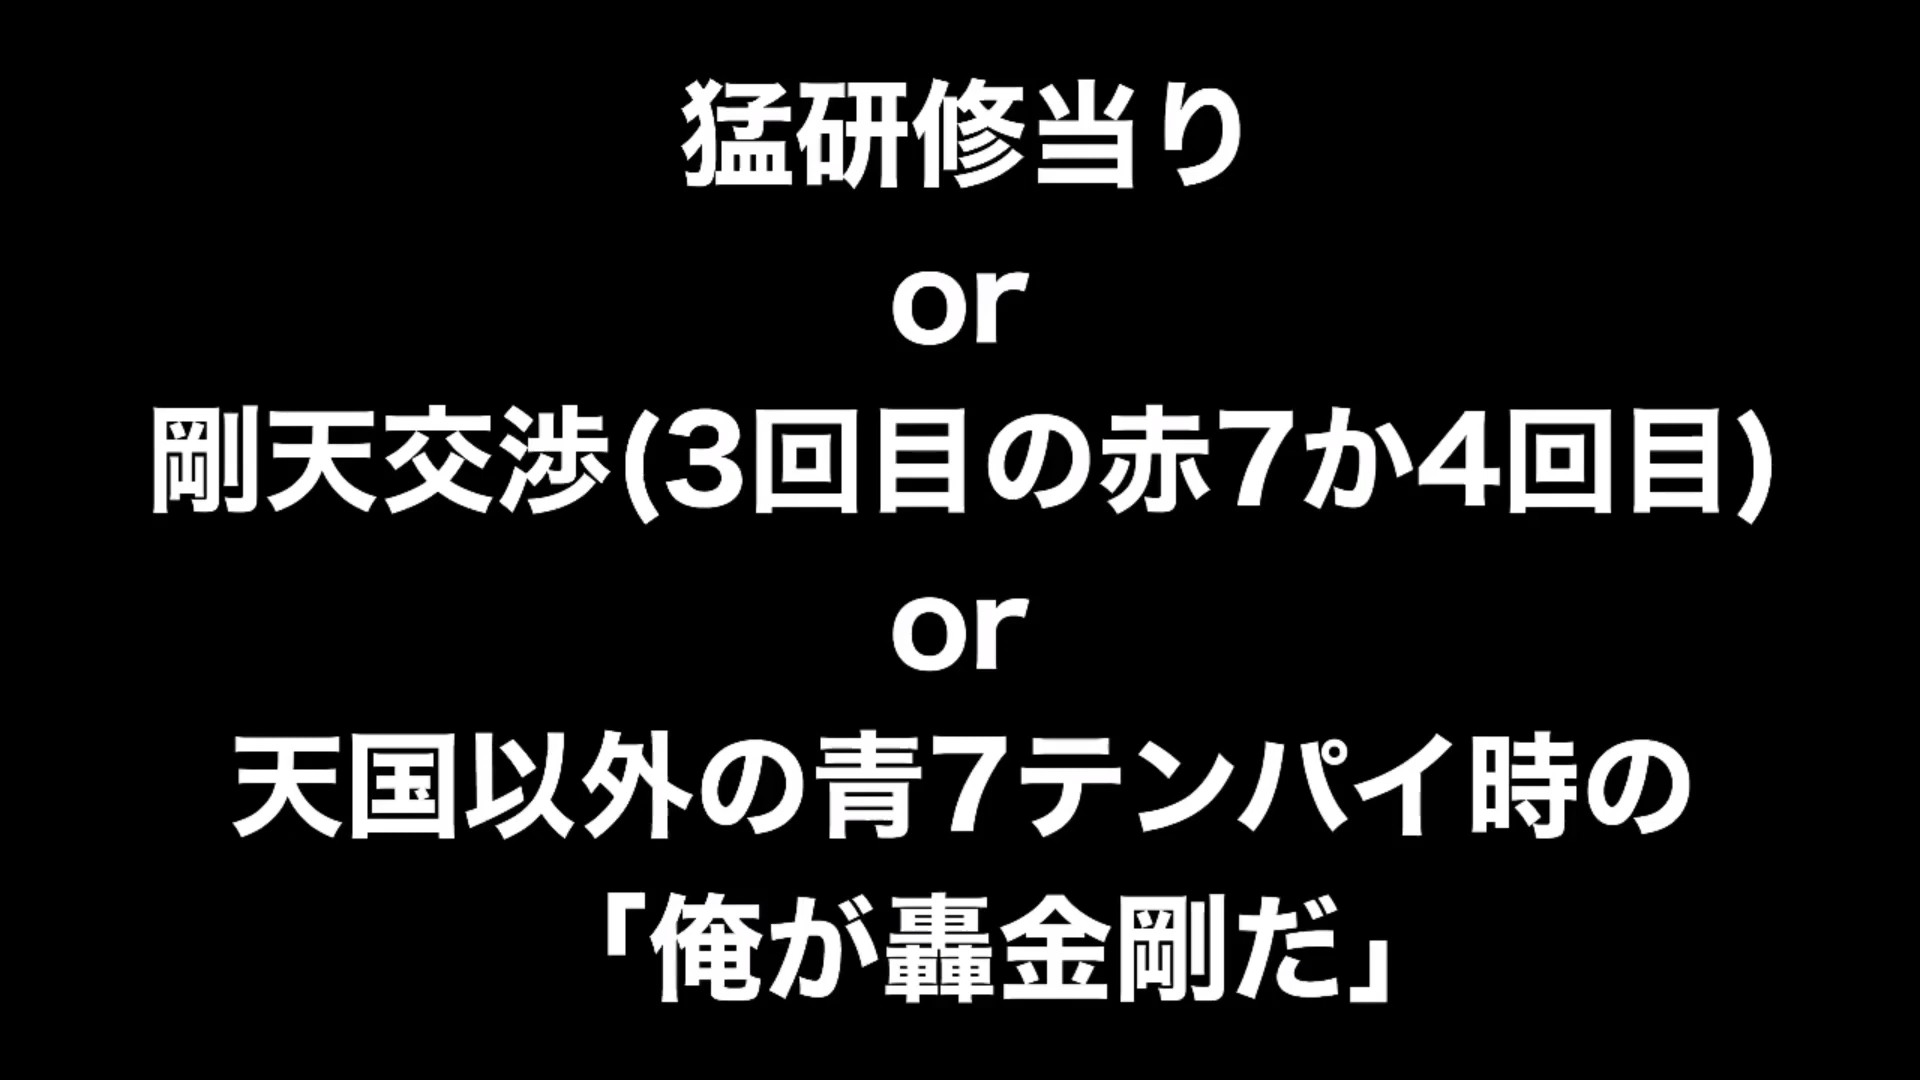 猛研修当り
or
剛天交渉(3回目の赤7か4回目)
or
天国以外の青7テンパイ時の
「俺が轟金剛だ」